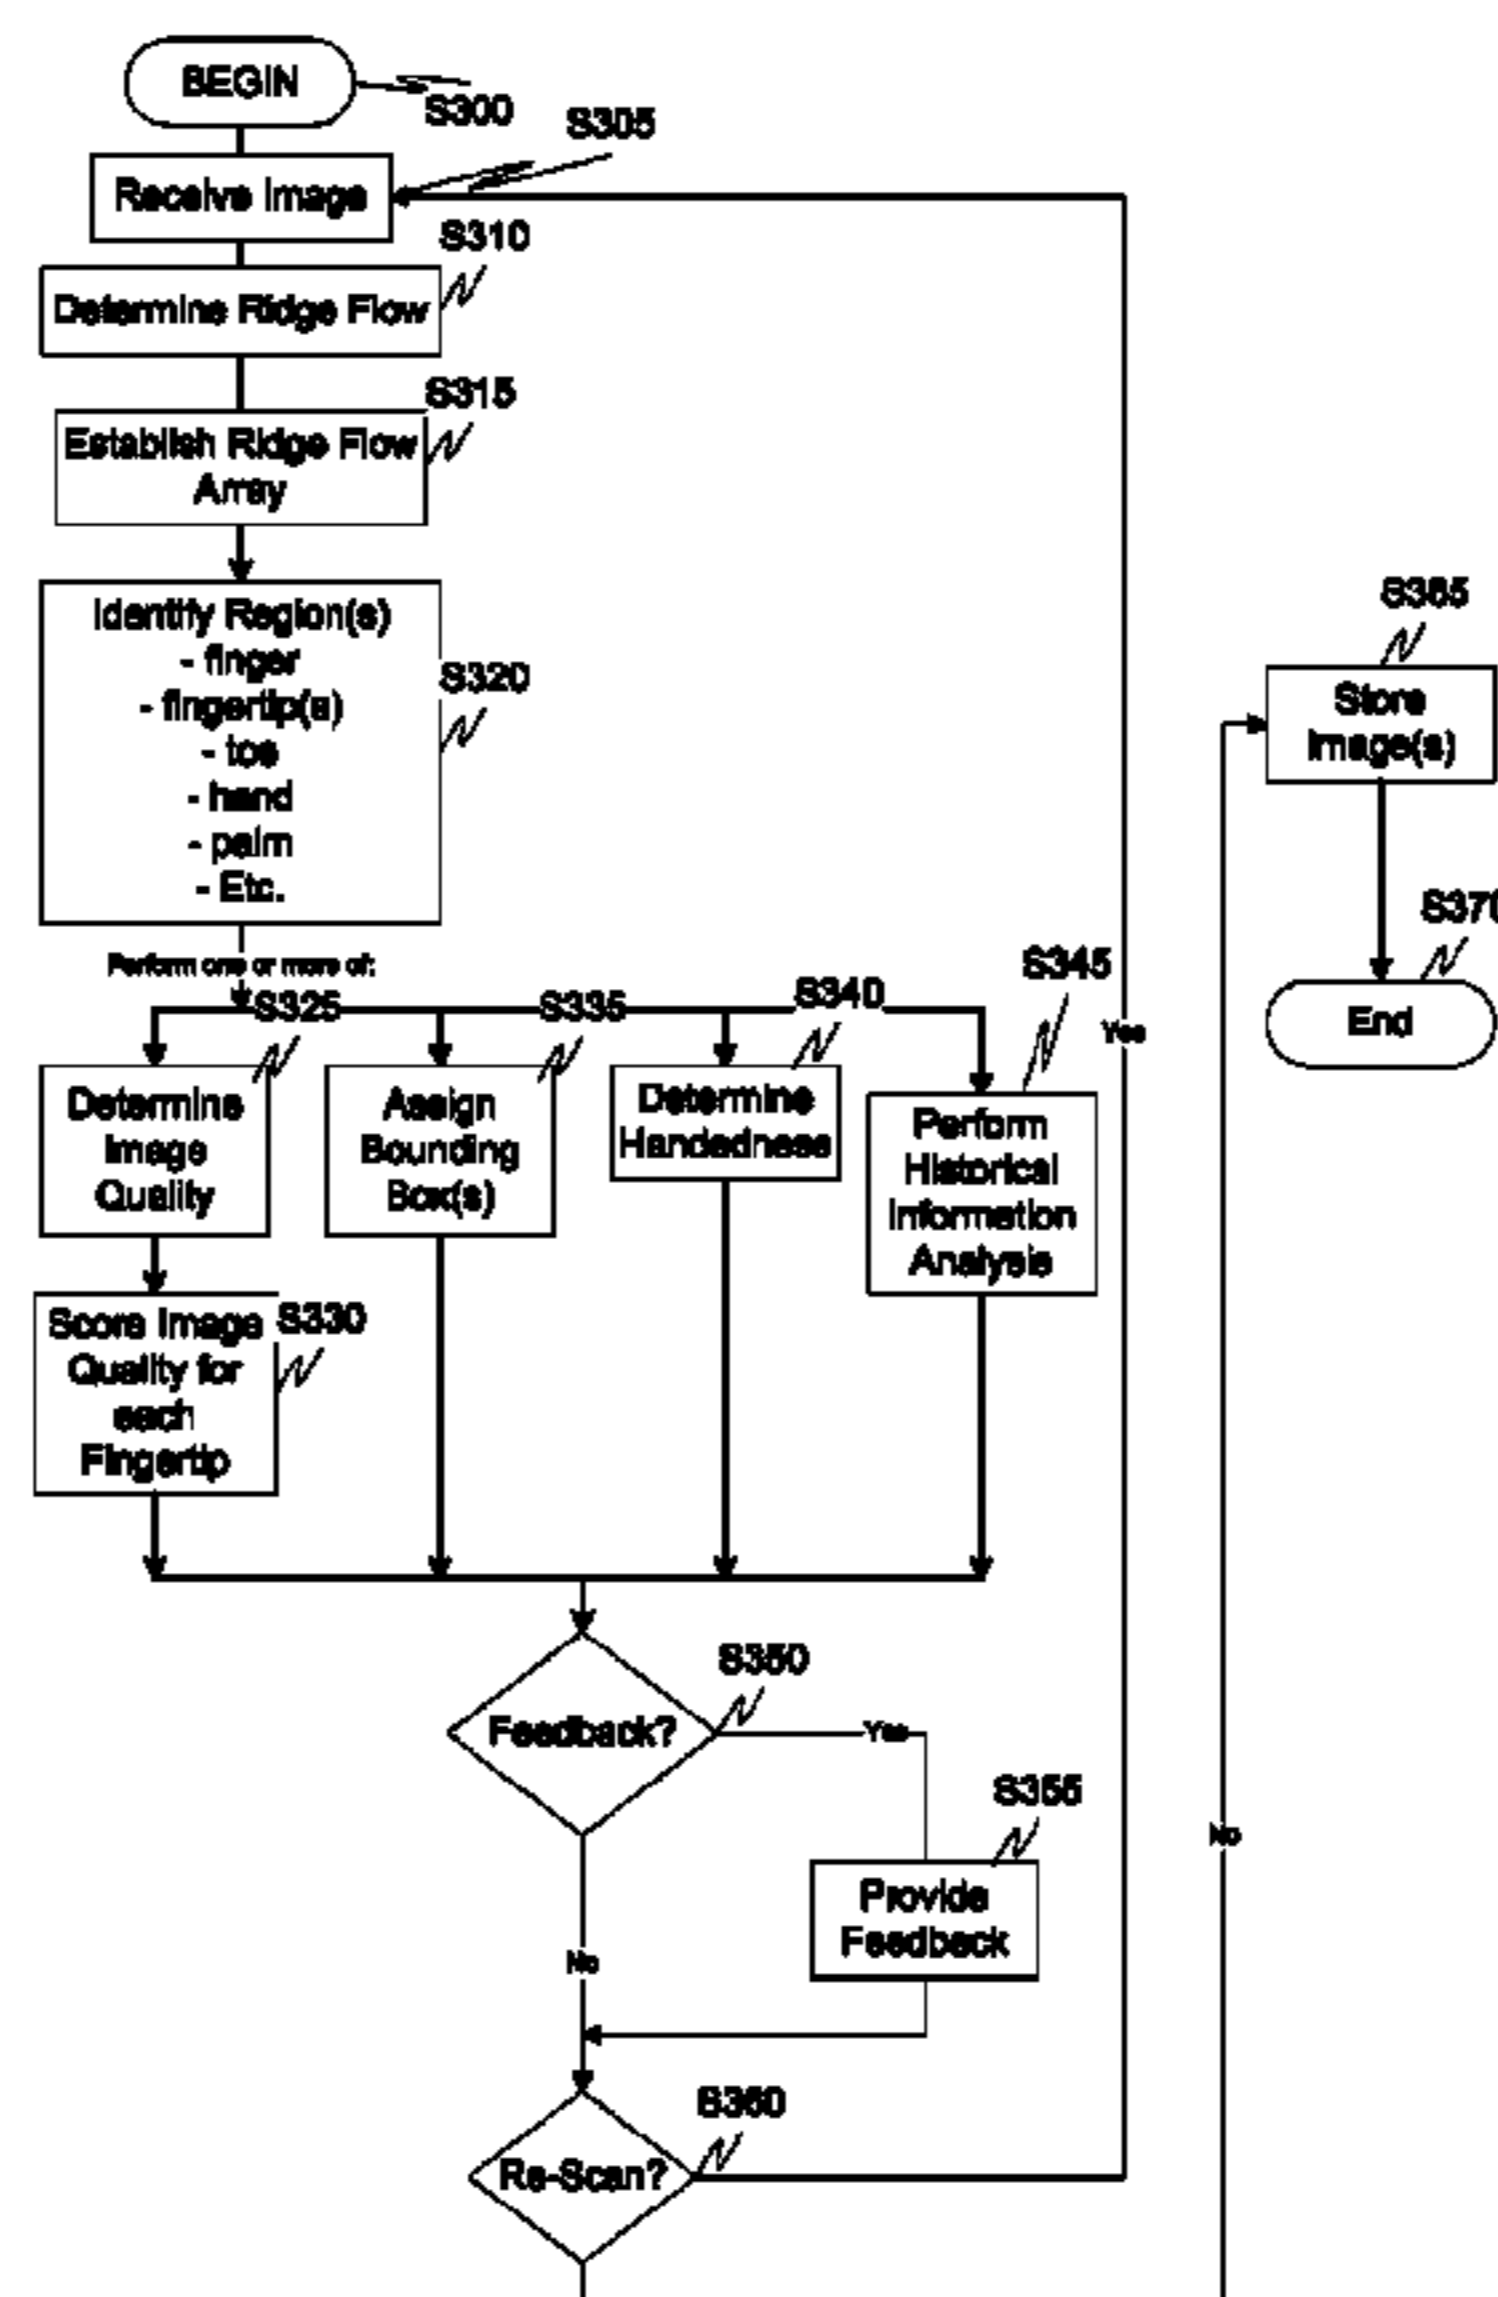 BEGIN
S300
S305
Receive Image
S310
Determine Ridge Flow
S315
Establish Ridge Flow
Array
Identify Region(s)
- finger
- fingertip(s)
- toe
- hand
- palm
- Etc.
S320
Perform one or more of:
S325
S335
S340
S345
Yes
Determine
Image
Quality
Assign
Bounding
Box(s)
Determine
Handedness
Perform
Historical
Information
Analysis
Score Image
Quality for
each
Fingertip
S330
Feedback?
S350
Yes
S355
Provide
Feedback
No
Re-Scan?
S360
No
S365
Store
Image(s)
S370
End